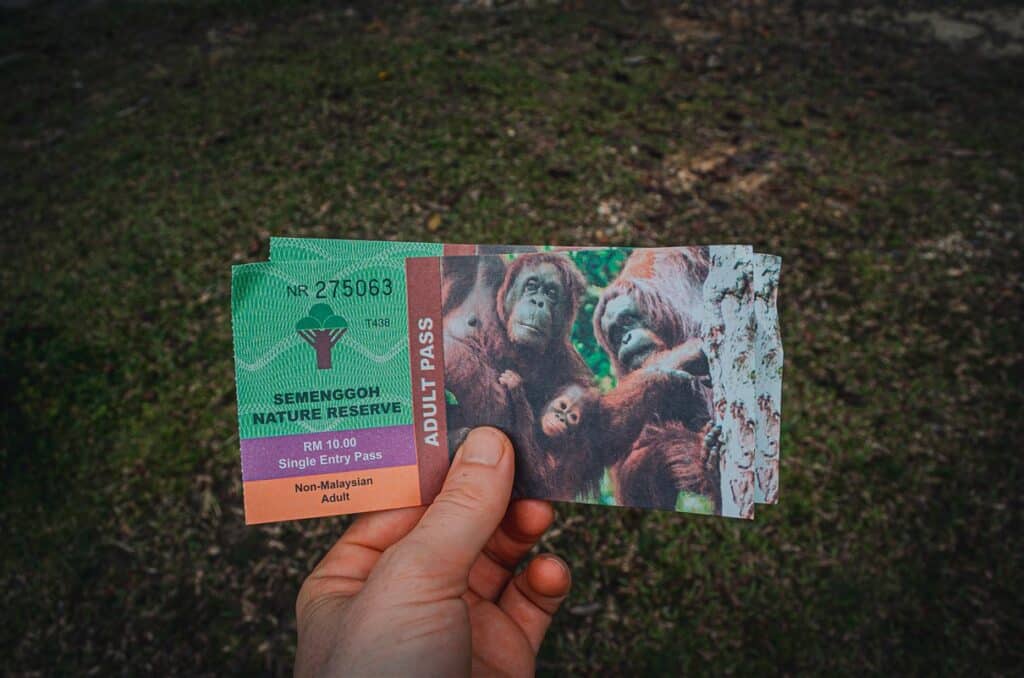 NR 275063
T438
SEMENGGOH
NATURE RESERVE
RM 10.00
Single Entry Pass
Non-Malaysian
Adult
ADULT PASS